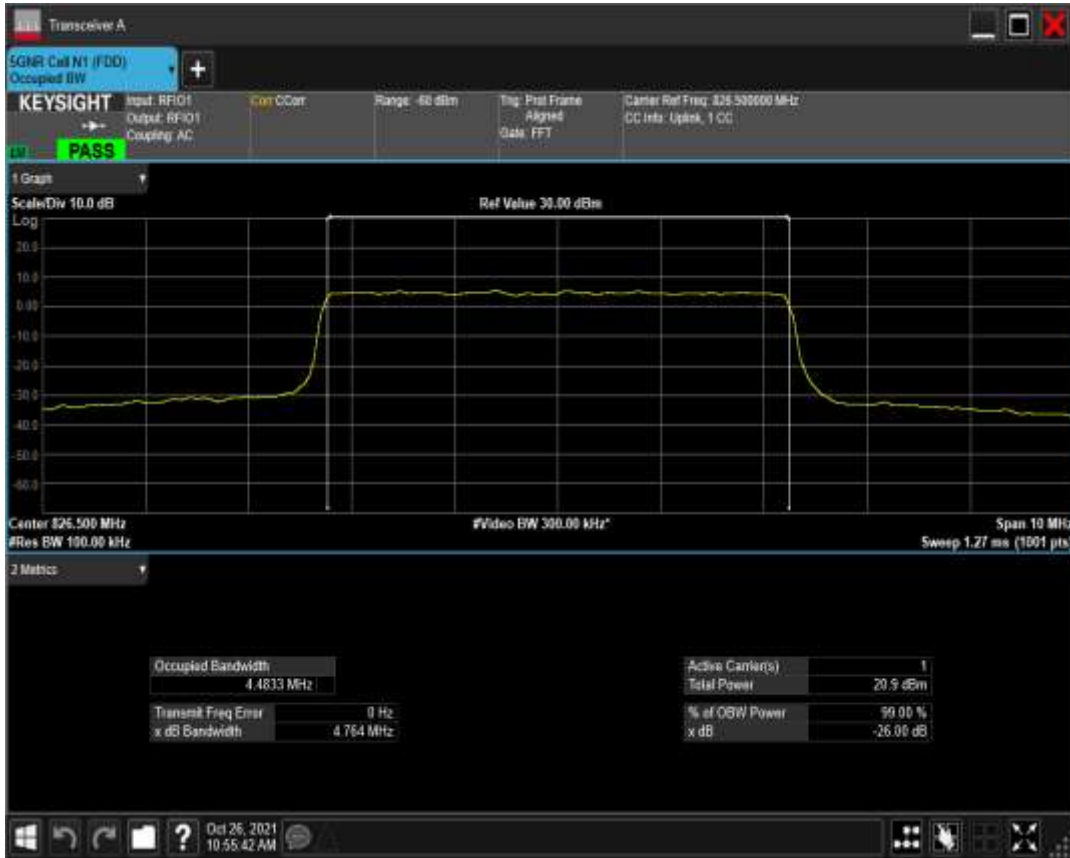 Transceiver A
5GNR Cell N1 (FDD)
Occupied BW
+
KEYSIGHT
Input: RFIO1
Output: RFIO1
Coupling: AC
Corr CCorr
Range: -60 dBm
Trig: Prot Frame
Aligned
Gate: FFT
Carrier Ref Freq: 826.500000 MHz
CC Info: Uplink, 1 CC
PASS
1 Graph
Scale/Div 10.0 dB
Ref Value 30.00 dBm
Log
20.0
10.0
0.00
-10.0
-20.0
-30.0
-40.0
-50.0
-60.0
Center 826.500 MHz
#Video BW 300.00 kHz*
Span 10 MHz
#Res BW 100.00 kHz
Sweep 1.27 ms (1001 pts)
2 Metrics
Occupied Bandwidth
4.4833 MHz
Transmit Freq Error 0 Hz
x dB Bandwidth 4.764 MHz
Active Carrier(s) 1
Total Power 20.9 dBm
% of OBW Power 99.00 %
x dB -26.00 dB
?
Oct 26, 2021
10:55:42 AM